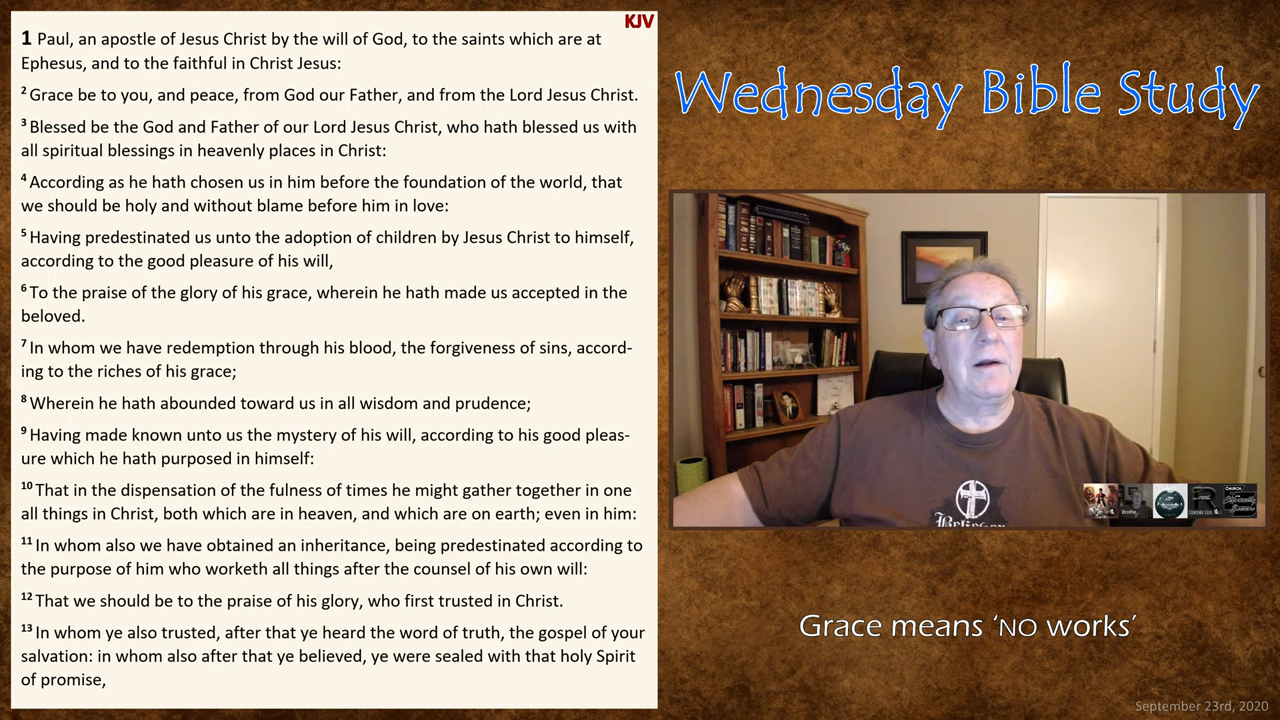 KJV
1 Paul, an apostle of Jesus Christ by the will of God, to the saints which are at
Ephesus, and to the faithful in Christ Jesus:
2 Grace be to you, and peace, from God our Father, and from the Lord Jesus Christ.
3 Blessed be the God and Father of our Lord Jesus Christ, who hath blessed us with
all spiritual blessings in heavenly places in Christ:
4 According as he hath chosen us in him before the foundation of the world, that
we should be holy and without blame before him in love:
5 Having predestinated us unto the adoption of children by Jesus Christ to himself,
according to the good pleasure of his will,
6 To the praise of the glory of his grace, wherein he hath made us accepted in the
beloved.
7 In whom we have redemption through his blood, the forgiveness of sins, accord-
ing to the riches of his grace;
8 Wherein he hath abounded toward us in all wisdom and prudence;
9 Having made known unto us the mystery of his will, according to his good pleas-
ure which he hath purposed in himself:
10 That in the dispensation of the fulness of times he might gather together in one
all things in Christ, both which are in heaven, and which are on earth; even in him:
11 In whom also we have obtained an inheritance, being predestinated according to
the purpose of him who worketh all things after the counsel of his own will:
12 That we should be to the praise of his glory, who first trusted in Christ.
13 In whom ye also trusted, after that ye heard the word of truth, the gospel of your
salvation: in whom also after that ye believed, ye were sealed with that holy Spirit
of promise,
Wednesday Bible Study
Grace means ‘NO works’
September 23rd, 2020